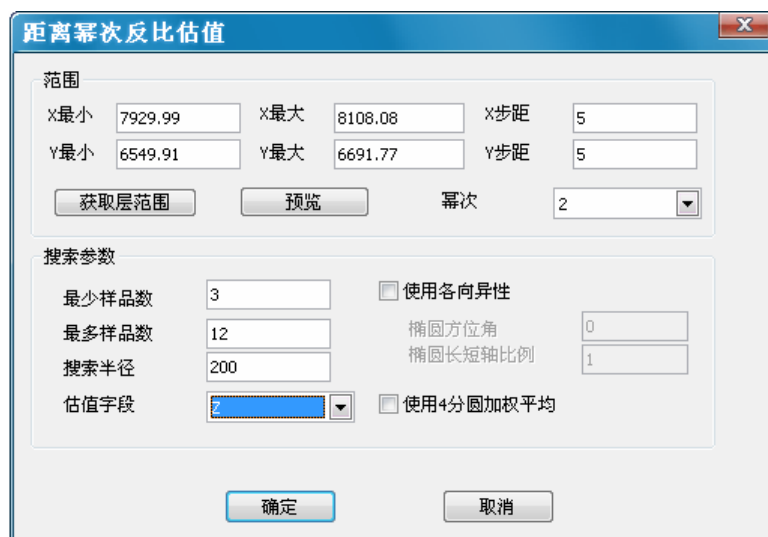 距离幂次反比估值
范围
X最小 7929.99 X最大 8108.08 X步距 5
Y最小 6549.91 Y最大 6691.77 Y步距 5
获取层范围 预览 幂次 2
搜索参数
最少样品数 3 使用各向异性
最多样品数 12 椭圆方位角 0
搜索半径 200 椭圆长短轴比例 1
估值字段 Z 使用4分圆加权平均
确定 取消